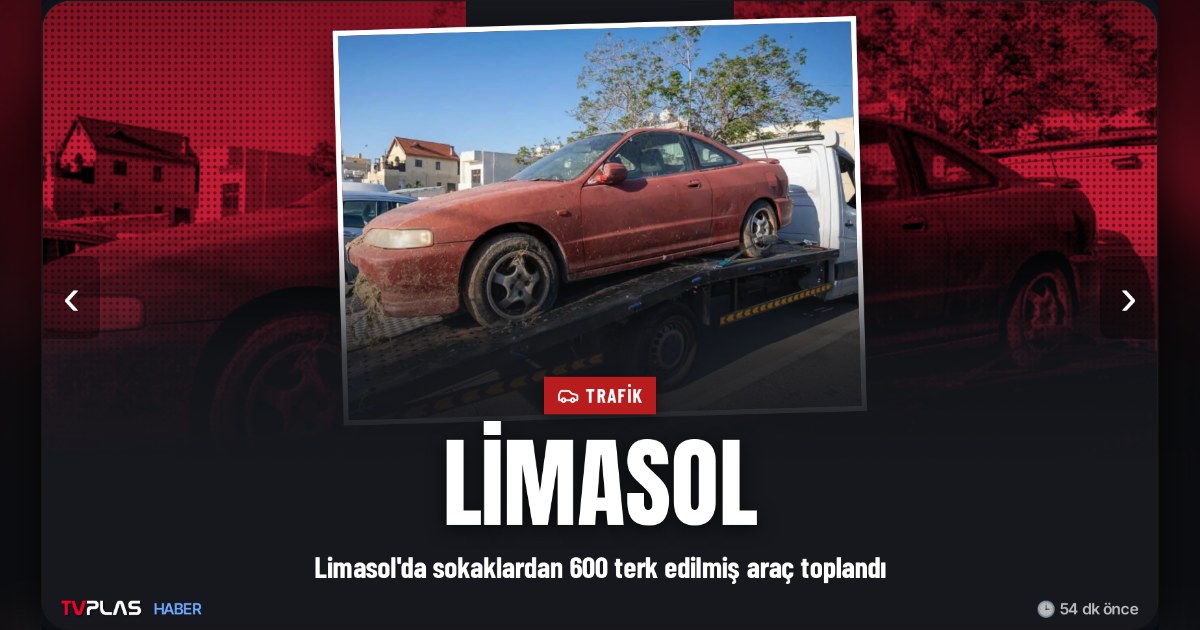 TRAFİK
LİMASOL
Limasol'da sokaklardan 600 terk edilmiş araç toplandı
TVPLAS HABER
54 dk önce